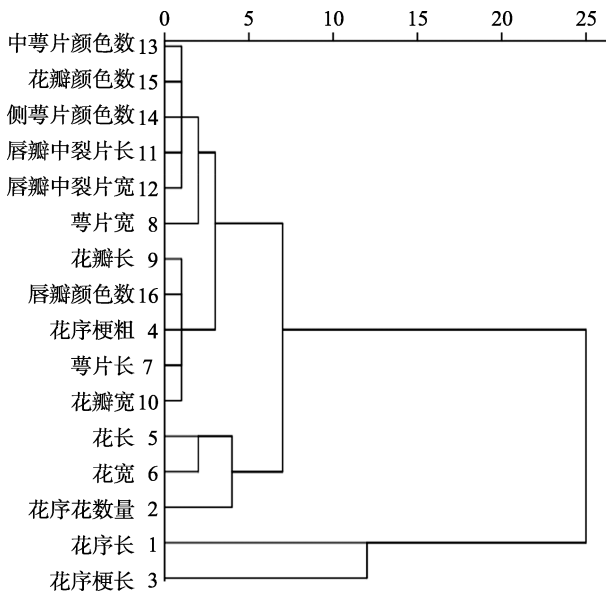 0 5 10 15 20 25
中萼片颜色数 13
花瓣颜色数 15
侧萼片颜色数 14
唇瓣中裂片长 11
唇瓣中裂片宽 12
萼片宽 8
花瓣长 9
唇瓣颜色数 16
花序梗粗 4
萼片长 7
花瓣宽 10
花长 5
花宽 6
花序花数量 2
花序长 1
花序梗长 3